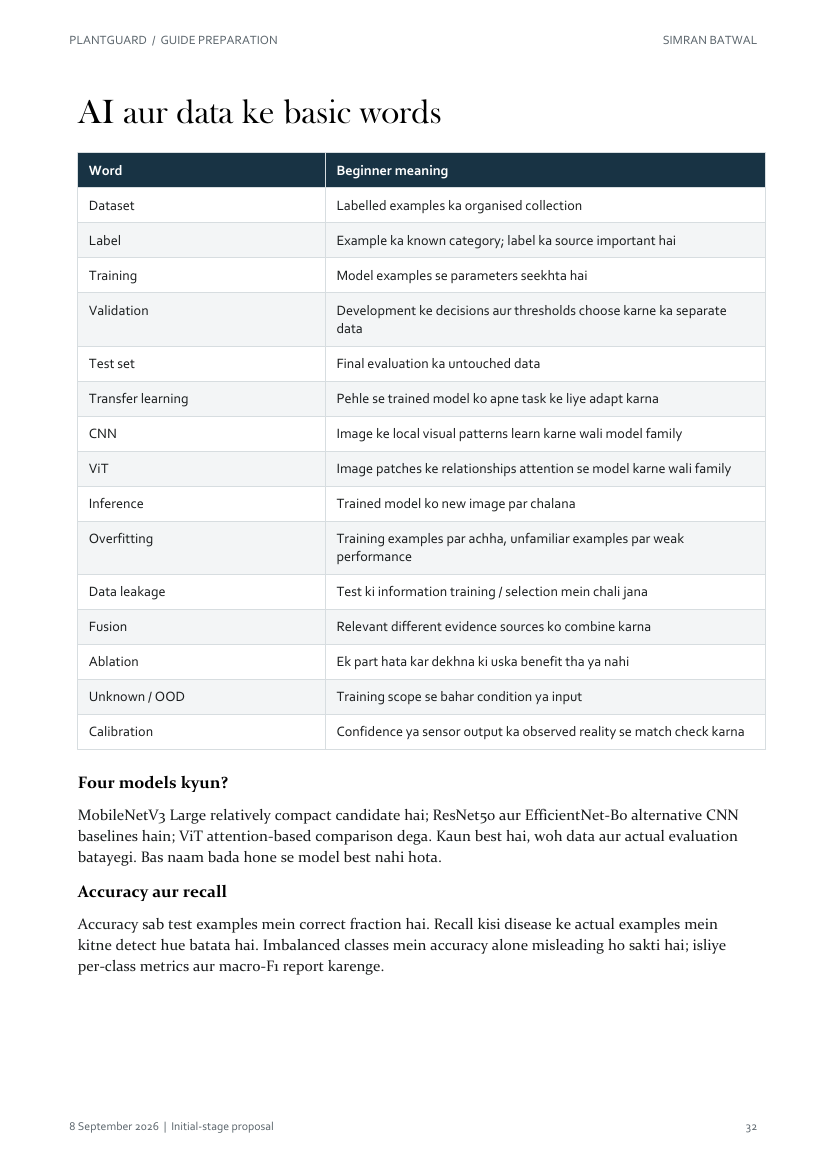 PLANTGUARD / GUIDE PREPARATION
SIMRAN BATWAL
AI aur data ke basic words
Word
Beginner meaning
Dataset
Labelled examples ka organised collection
Label
Example ka known category; label ka source important hai
Training
Model examples se parameters seekhta hai
Validation
Development ke decisions aur thresholds choose karne ka separate
data
Test set
Final evaluation ka untouched data
Transfer learning
Pehle se trained model ko apne task ke liye adapt karna
CNN
Image ke local visual patterns learn karne wali model family
ViT
Image patches ke relationships attention se model karne wali family
Inference
Trained model ko new image par chalana
Overfitting
Training examples par achha, unfamiliar examples par weak
performance
Data leakage
Test ki information training / selection mein chali jana
Fusion
Relevant different evidence sources ko combine karna
Ablation
Ek part hata kar dekhna ki uska benefit tha ya nahi
Unknown / OOD
Training scope se bahar condition ya input
Calibration
Confidence ya sensor output ka observed reality se match check karna
Four models kyun?
MobileNetV3 Large relatively compact candidate hai; ResNet50 aur EfficientNet-B0 alternative CNN
baselines hain; ViT attention-based comparison dega. Kaun best hai, woh data aur actual evaluation
batayegi. Bas naam bada hone se model best nahi hota.
Accuracy aur recall
Accuracy sab test examples mein correct fraction hai. Recall kisi disease ke actual examples mein
kitne detect hue batata hai. Imbalanced classes mein accuracy alone misleading ho sakti hai; isliye
per-class metrics aur macro-F1 report karenge.
8 September 2026 | Initial-stage proposal
32